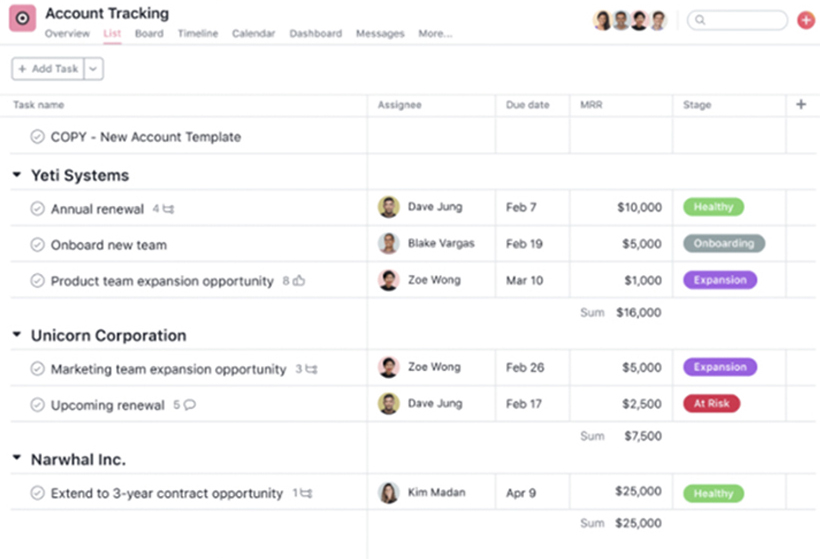 Account Tracking
Overview List Board Timeline Calendar Dashboard Messages More...
+ Add Task
Task name Assignee Due date MRR Stage +
COPY - New Account Template
Yeti Systems
Annual renewal 4 Dave Jung Feb 7 $10,000 Healthy
Onboard new team Blake Vargas Feb 19 $5,000 Onboarding
Product team expansion opportunity 8 Zoe Wong Mar 10 $1,000 Expansion
Sum $16,000
Unicorn Corporation
Marketing team expansion opportunity 3 Zoe Wong Feb 26 $5,000 Expansion
Upcoming renewal 5 Dave Jung Feb 17 $2,500 At Risk
Sum $7,500
Narwhal Inc.
Extend to 3-year contract opportunity 1 Kim Madan Apr 9 $25,000 Healthy
Sum $25,000